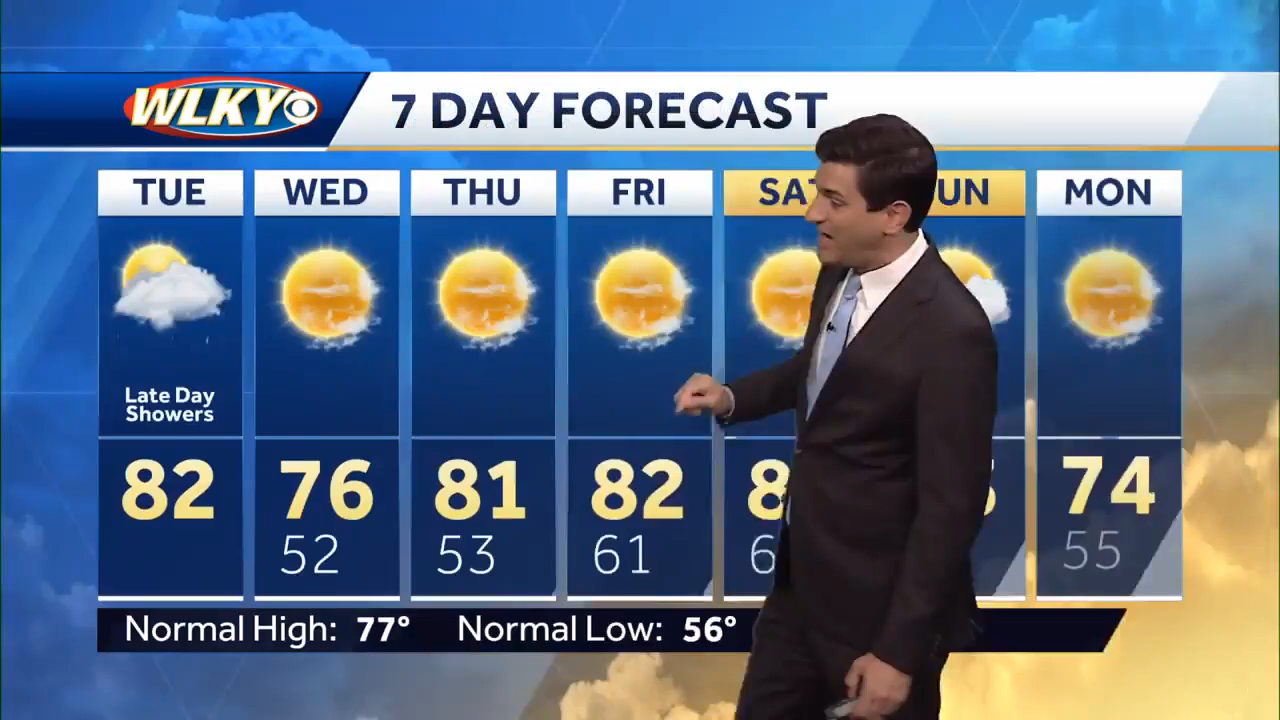 WLKY
7 DAY FORECAST
TUE WED THU FRI MON
Late Day
Showers
82 76 81 82 74
52 53 61 55
Normal High: 77° Normal Low: 56°